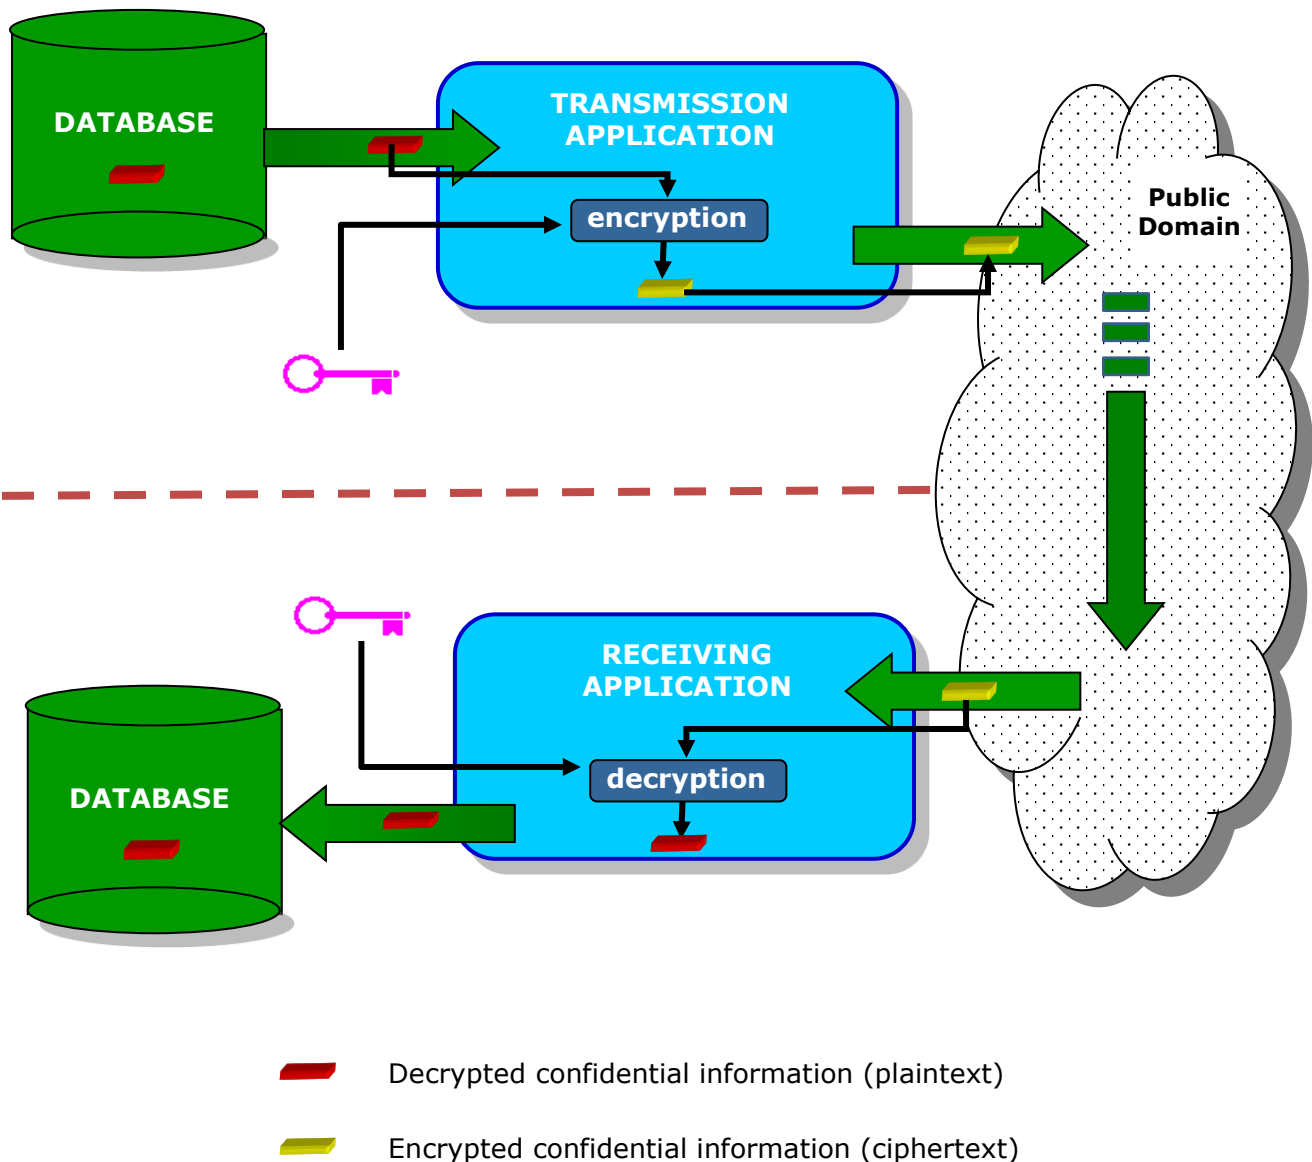 DATABASE
TRANSMISSION
APPLICATION
encryption
Public
Domain
RECEIVING
APPLICATION
decryption
DATABASE
Decrypted confidential information (plaintext)
Encrypted confidential information (ciphertext)